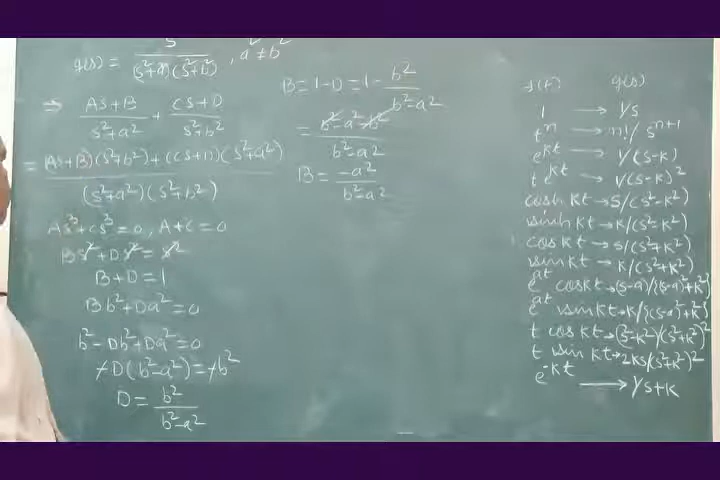 g(s) = s² / (s²+a²)(s²+b²) , a² ≠ b²
⇒ As+B / s²+a² + Cs+D / s²+b²
= (As+B)(s²+b²)+(Cs+D)(s²+a²) / (s²+a²)(s²+b²)
As³+Cs³=0, A+C=0
Bs²+Ds²=s²
B+D=1
Bb²+Da²=0
b²-Db²+Da²=0
-D(b²-a²)=-b²
D= b² / b²-a²
B=1-D=1- b² / b²-a²
= b²-a²-b² / b²-a²
B= -a² / b²-a²
f(t) g(s)
1 → 1/s
tⁿ → n!/sⁿ⁺¹
e^kt → 1/(s-k)
t e^kt → 1/(s-k)²
cosh kt → s/(s²-k²)
sinh kt → k/(s²-k²)
cos kt → s/(s²+k²)
sin kt → k/(s²+k²)
e^at cos kt → (s-a)/{(s-a)²+k²}
e^at sin kt → k/{(s-a)²+k²}
t cos kt → (s²-k²)/(s²+k²)²
t sin kt → 2ks/(s²+k²)²
e^-kt → 1/s+k